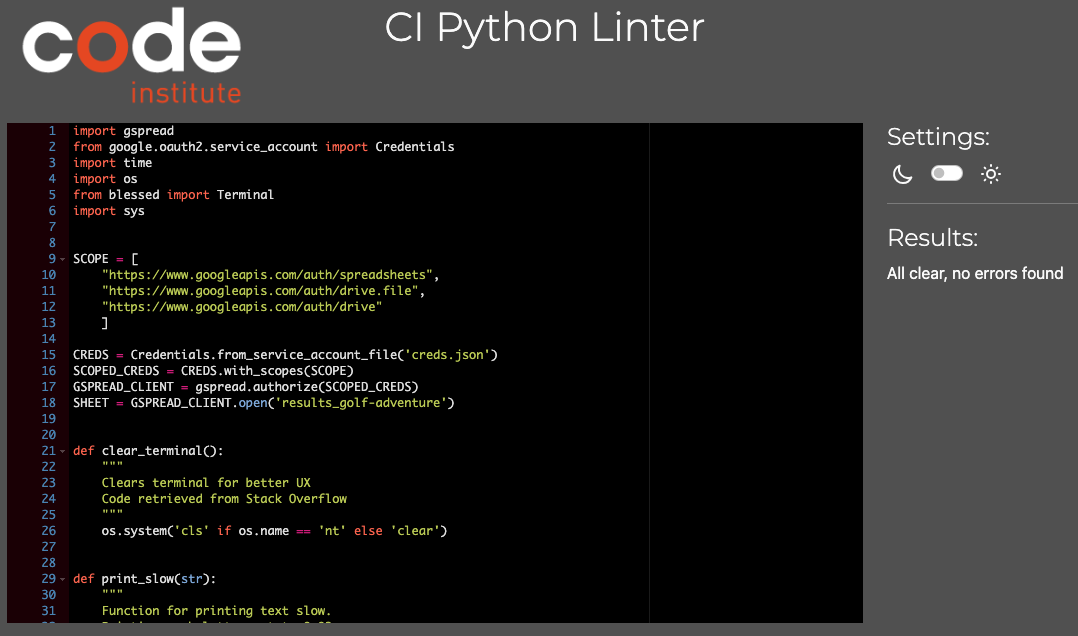 code
institute
CI Python Linter
1 import gspread
2 from google.oauth2.service_account import Credentials
3 import time
4 import os
5 from blessed import Terminal
6 import sys
7
8
9 SCOPE = [
10     "https://www.googleapis.com/auth/spreadsheets",
11     "https://www.googleapis.com/auth/drive.file",
12     "https://www.googleapis.com/auth/drive"
13     ]
14
15 CREDS = Credentials.from_service_account_file('creds.json')
16 SCOPED_CREDS = CREDS.with_scopes(SCOPE)
17 GSPREAD_CLIENT = gspread.authorize(SCOPED_CREDS)
18 SHEET = GSPREAD_CLIENT.open('results_golf-adventure')
19
20
21 def clear_terminal():
22     """
23     Clears terminal for better UX
24     Code retrieved from Stack Overflow
25     """
26     os.system('cls' if os.name == 'nt' else 'clear')
27
28
29 def print_slow(str):
30     """
31     Function for printing text slow.
Settings:
Results:
All clear, no errors found